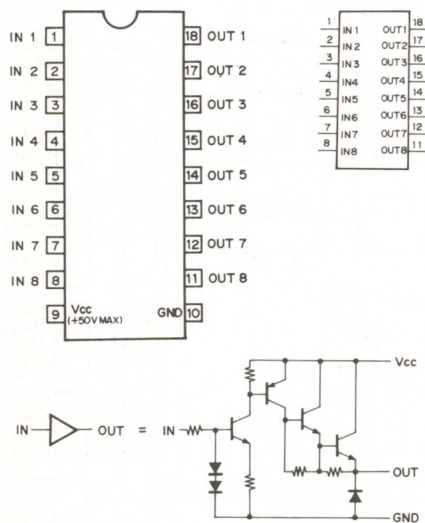 IN 1 1 18 OUT 1
IN 2 2 17 OUT 2
IN 3 3 16 OUT 3
IN 4 4 15 OUT 4
IN 5 5 14 OUT 5
IN 6 6 13 OUT 6
IN 7 7 12 OUT 7
IN 8 8 11 OUT 8
9 Vcc GND 10
(+50V MAX)
1 IN1 OUT1 18
2 IN2 OUT2 17
3 IN3 OUT3 16
4 IN4 OUT4 15
5 IN5 OUT5 14
6 IN6 OUT6 13
7 IN7 OUT7 12
8 IN8 OUT8 11
Vcc
IN OUT = IN
OUT
GND